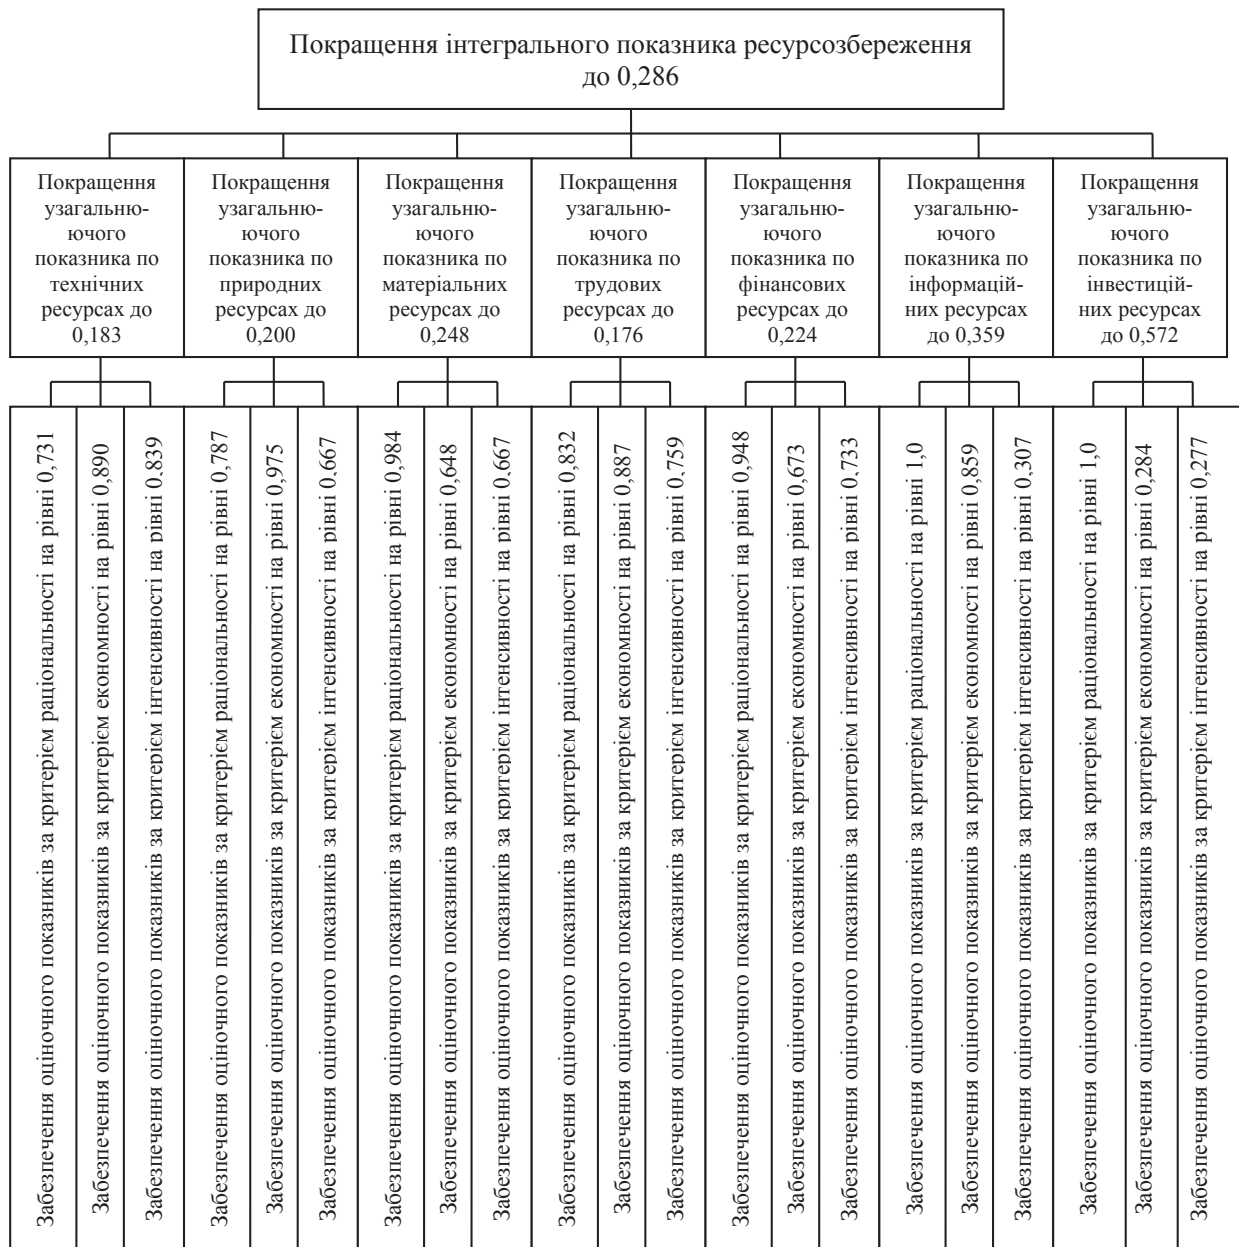 Покращення інтегрального показника ресурсозбереження
до 0,286
Покращення
узагальню-
ючого
показника по
технічних
ресурсах до
0,183
Покращення
узагальню-
ючого
показника по
природних
ресурсах до
0,200
Покращення
узагальню-
ючого
показника по
матеріальних
ресурсах до
0,248
Покращення
узагальню-
ючого
показника по
трудових
ресурсах до
0,176
Покращення
узагальню-
ючого
показника по
фінансових
ресурсах до
0,224
Покращення
узагальню-
ючого
показника по
інформацій-
них ресурсах
до 0,359
Покращення
узагальню-
ючого
показника по
інвестицій-
них ресурсах
до 0,572
Забезпечення оціночного показників за критерієм раціональності на рівні 0,731
Забезпечення оціночного показників за критерієм економності на рівні 0,890
Забезпечення оціночного показників за критерієм інтенсивності на рівні 0,839
Забезпечення оціночного показників за критерієм раціональності на рівні 0,787
Забезпечення оціночного показників за критерієм економності на рівні 0,975
Забезпечення оціночного показників за критерієм інтенсивності на рівні 0,667
Забезпечення оціночного показників за критерієм раціональності на рівні 0,984
Забезпечення оціночного показників за критерієм економності на рівні 0,648
Забезпечення оціночного показників за критерієм інтенсивності на рівні 0,667
Забезпечення оціночного показників за критерієм раціональності на рівні 0,832
Забезпечення оціночного показників за критерієм економності на рівні 0,887
Забезпечення оціночного показників за критерієм інтенсивності на рівні 0,759
Забезпечення оціночного показників за критерієм раціональності на рівні 0,948
Забезпечення оціночного показників за критерієм економності на рівні 0,673
Забезпечення оціночного показників за критерієм інтенсивності на рівні 0,733
Забезпечення оціночного показників за критерієм раціональності на рівні 1,0
Забезпечення оціночного показників за критерієм економності на рівні 0,859
Забезпечення оціночного показників за критерієм інтенсивності на рівні 0,307
Забезпечення оціночного показників за критерієм раціональності на рівні 1,0
Забезпечення оціночного показників за критерієм економності на рівні 0,284
Забезпечення оціночного показників за критерієм інтенсивності на рівні 0,277